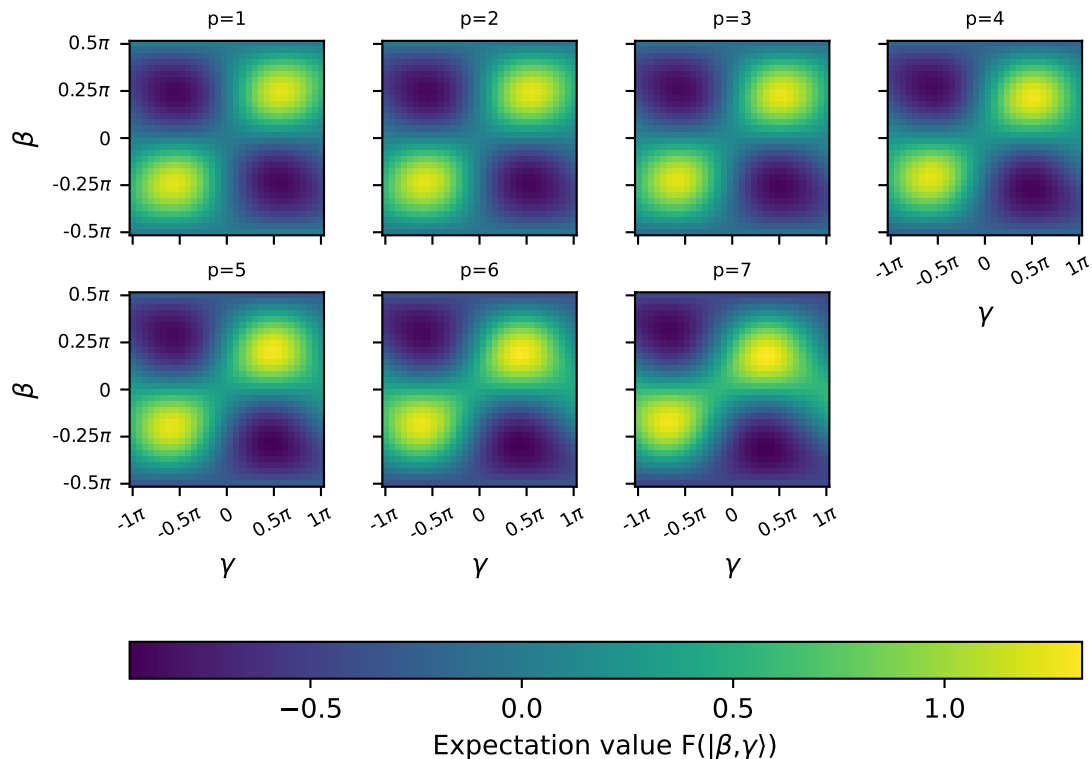 p=1 p=2 p=3 p=4
0.5π
0.25π
0
-0.25π
-0.5π
β
-1π -0.5π 0 0.5π 1π
γ
p=5 p=6 p=7
0.5π
0.25π
0
-0.25π
-0.5π
β
-1π -0.5π 0 0.5π 1π -1π -0.5π 0 0.5π 1π -1π -0.5π 0 0.5π 1π
γ γ γ
−0.5 0.0 0.5 1.0
Expectation value F(|β,γ⟩)